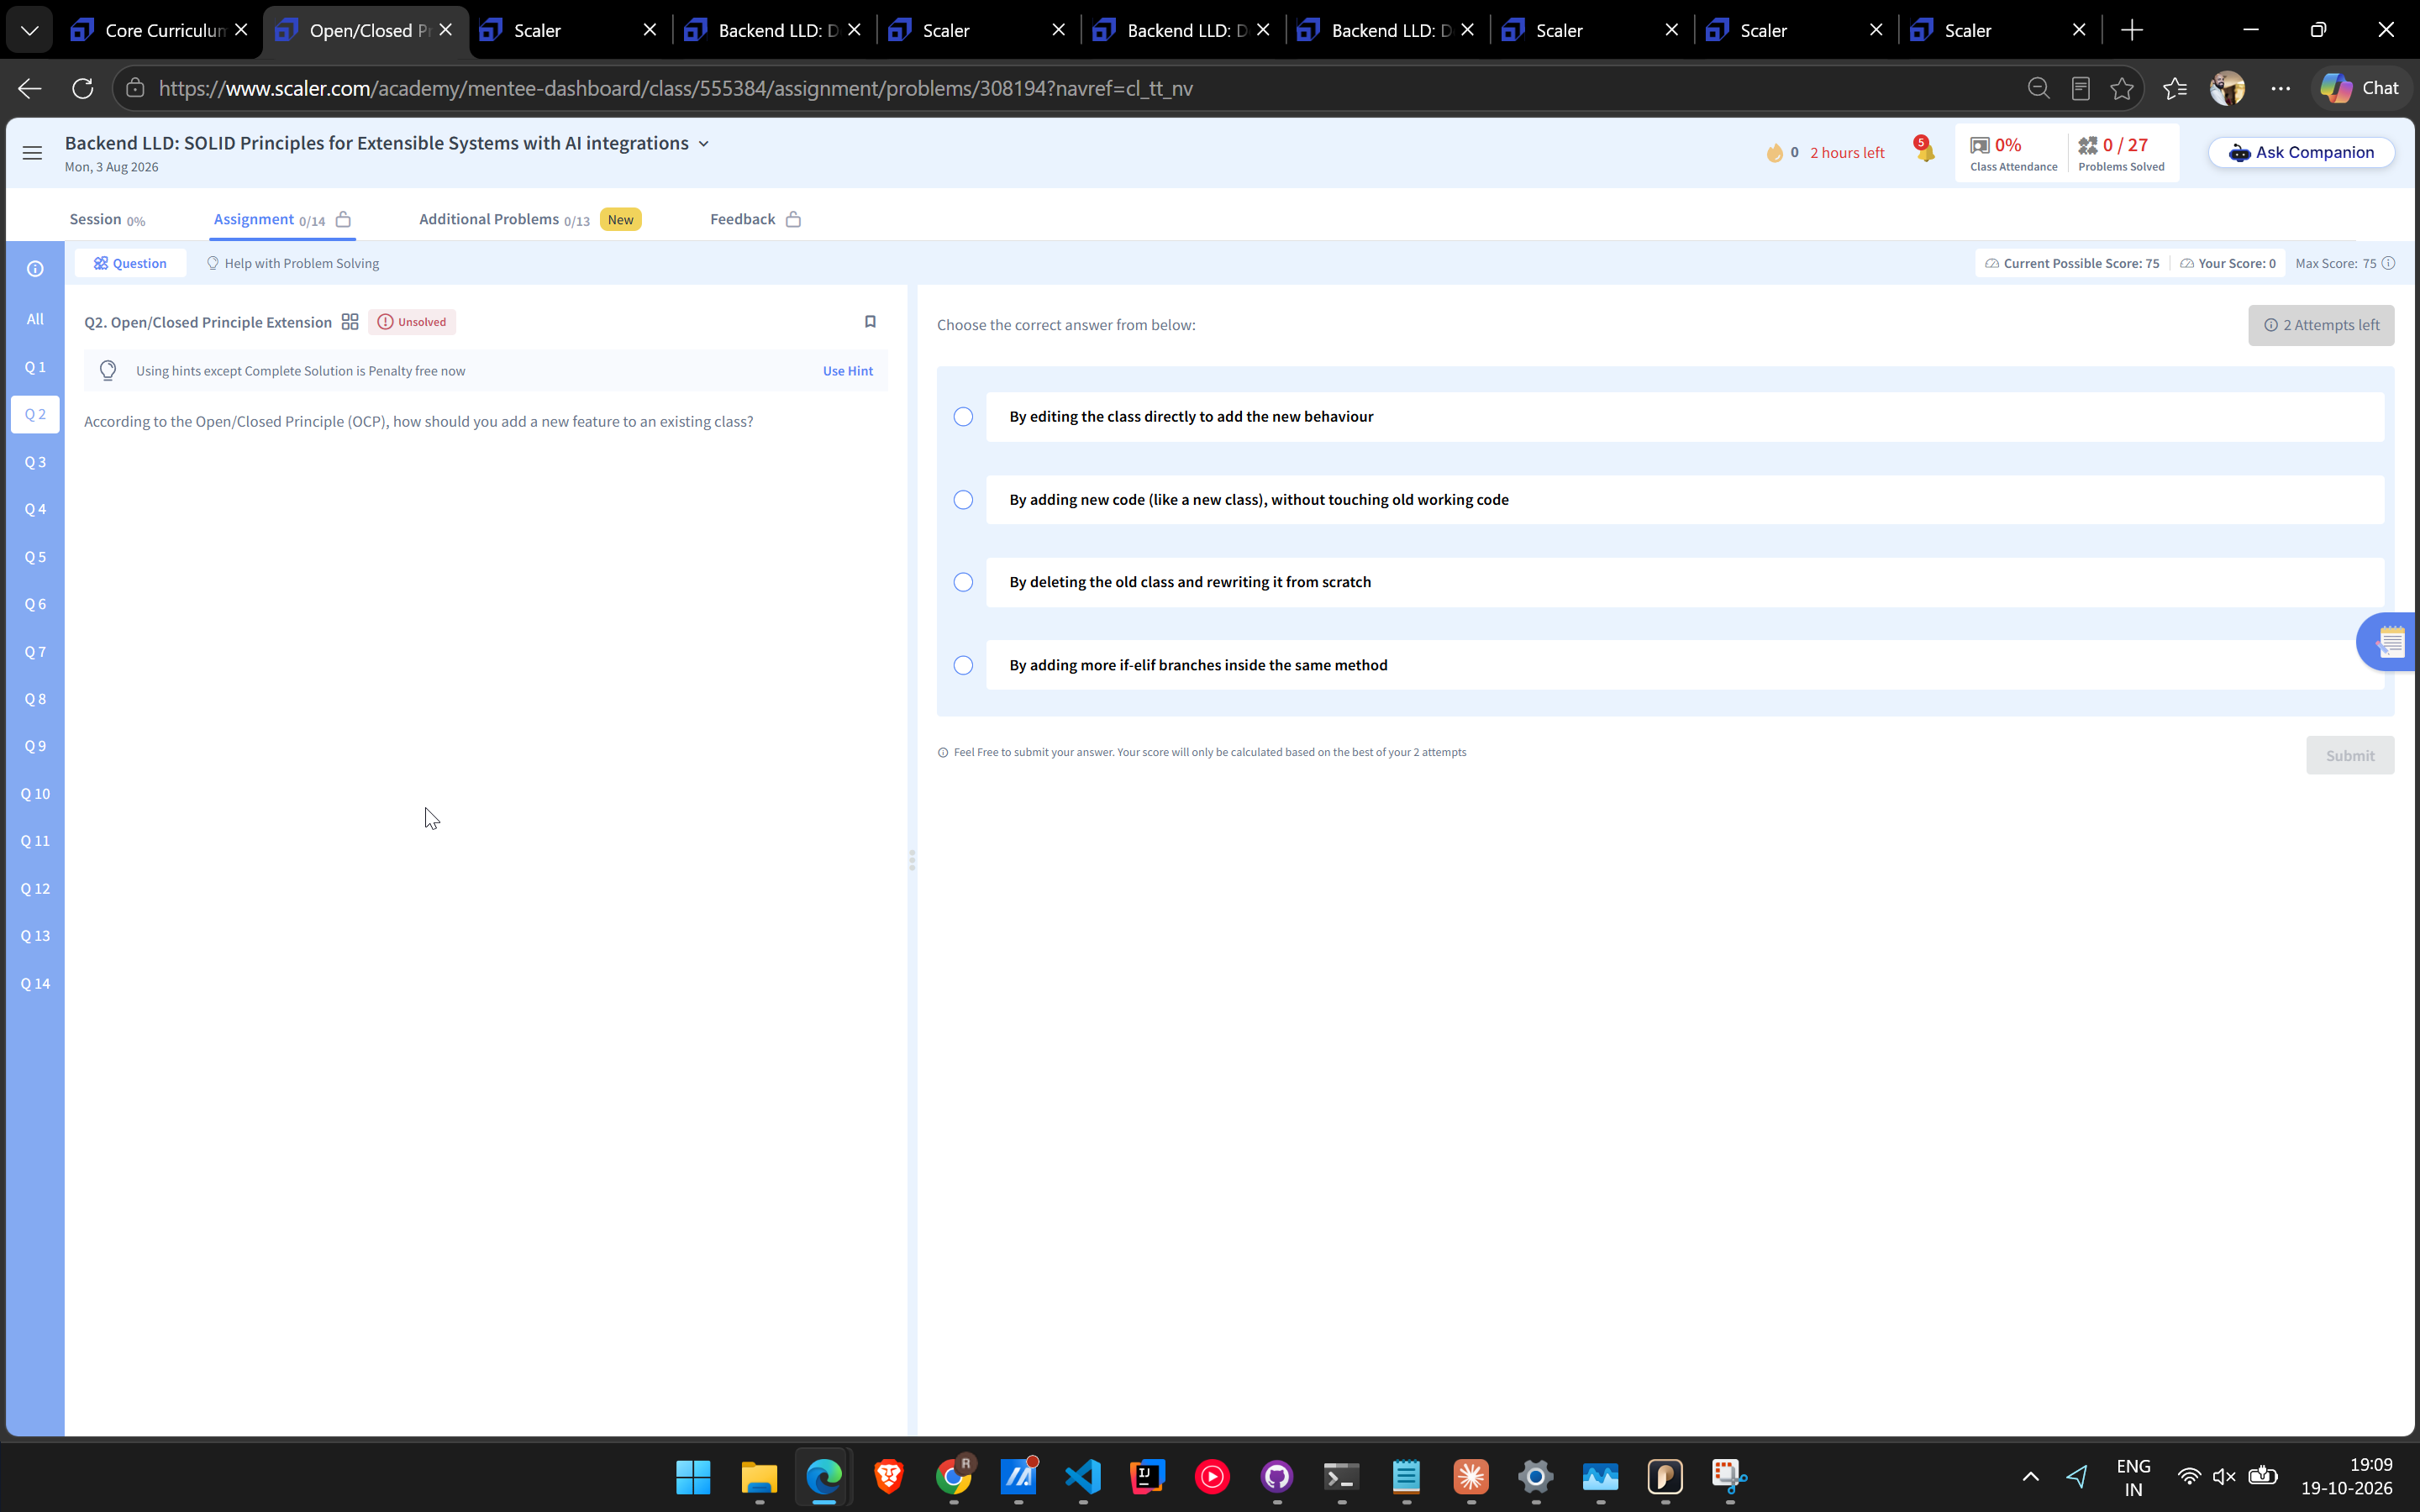 Core Curriculum
Open/Closed Pr
Scaler
Backend LLD: D
Scaler
Backend LLD: D
Backend LLD: D
Scaler
Scaler
Scaler
https://www.scaler.com/academy/mentee-dashboard/class/555384/assignment/problems/308194?navref=cl_tt_nv
Chat
Backend LLD: SOLID Principles for Extensible Systems with AI integrations
Mon, 3 Aug 2026
0 2 hours left
5
0%
Class Attendance
0 / 27
Problems Solved
Ask Companion
Session 0%
Assignment 0/14
Additional Problems 0/13 New
Feedback
Question
Help with Problem Solving
Current Possible Score: 75
Your Score: 0
Max Score: 75
All
Q 1
Q 2
Q 3
Q 4
Q 5
Q 6
Q 7
Q 8
Q 9
Q 10
Q 11
Q 12
Q 13
Q 14
Q2. Open/Closed Principle Extension
Unsolved
Using hints except Complete Solution is Penalty free now
Use Hint
According to the Open/Closed Principle (OCP), how should you add a new feature to an existing class?
Choose the correct answer from below:
2 Attempts left
By editing the class directly to add the new behaviour
By adding new code (like a new class), without touching old working code
By deleting the old class and rewriting it from scratch
By adding more if-elif branches inside the same method
Feel Free to submit your answer. Your score will only be calculated based on the best of your 2 attempts
Submit
R
IJ
ENG
IN
19:09
19-10-2026